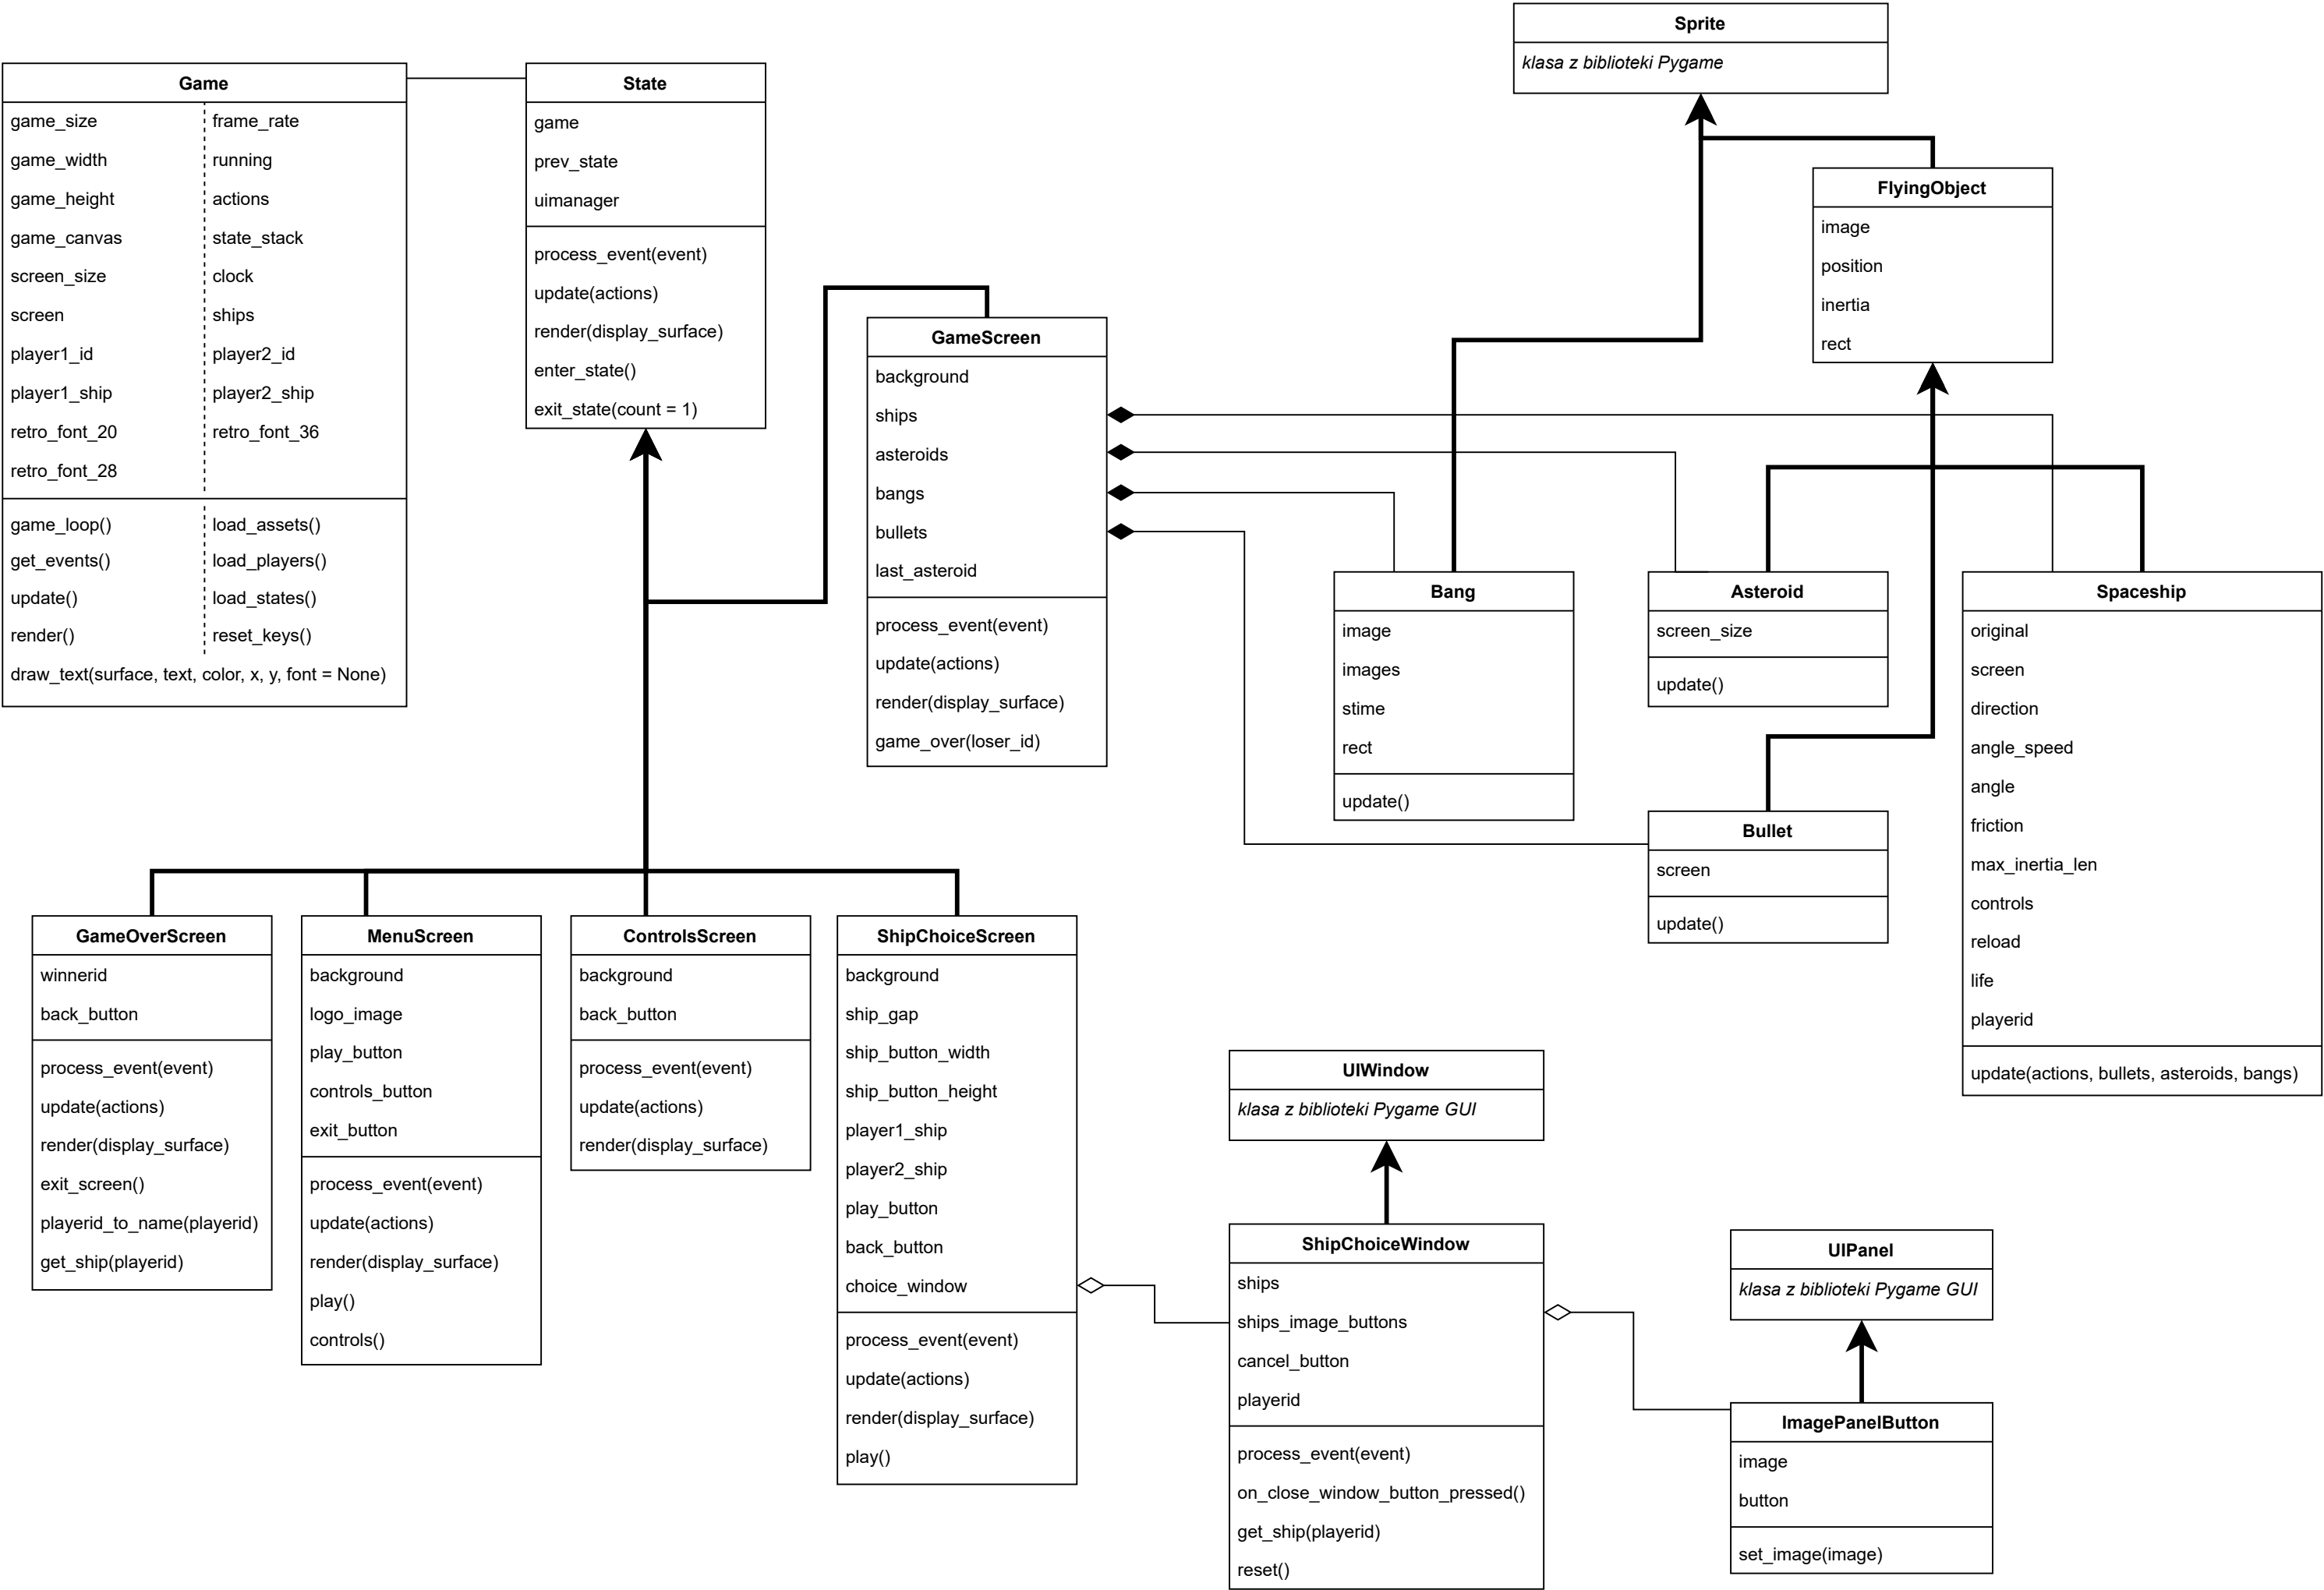 Game
game_size
game_width
game_height
game_canvas
screen_size
screen
player1_id
player1_ship
retro_font_20
retro_font_28
frame_rate
running
actions
state_stack
clock
ships
player2_id
player2_ship
retro_font_36
game_loop()
get_events()
update()
render()
load_assets()
load_players()
load_states()
reset_keys()
draw_text(surface, text, color, x, y, font = None)
State
game
prev_state
uimanager
process_event(event)
update(actions)
render(display_surface)
enter_state()
exit_state(count = 1)
GameScreen
background
ships
asteroids
bangs
bullets
last_asteroid
process_event(event)
update(actions)
render(display_surface)
game_over(loser_id)
Sprite
klasa z biblioteki Pygame
FlyingObject
image
position
inertia
rect
Bang
image
images
stime
rect
update()
Asteroid
screen_size
update()
Bullet
screen
update()
Spaceship
original
screen
direction
angle_speed
angle
friction
max_inertia_len
controls
reload
life
playerid
update(actions, bullets, asteroids, bangs)
GameOverScreen
winnerid
back_button
process_event(event)
update(actions)
render(display_surface)
exit_screen()
playerid_to_name(playerid)
get_ship(playerid)
MenuScreen
background
logo_image
play_button
controls_button
exit_button
process_event(event)
update(actions)
render(display_surface)
play()
controls()
ControlsScreen
background
back_button
process_event(event)
update(actions)
render(display_surface)
ShipChoiceScreen
background
ship_gap
ship_button_width
ship_button_height
player1_ship
player2_ship
play_button
back_button
choice_window
process_event(event)
update(actions)
render(display_surface)
play()
UIWindow
klasa z biblioteki Pygame GUI
ShipChoiceWindow
ships
ships_image_buttons
cancel_button
playerid
process_event(event)
on_close_window_button_pressed()
get_ship(playerid)
reset()
UIPanel
klasa z biblioteki Pygame GUI
ImagePanelButton
image
button
set_image(image)